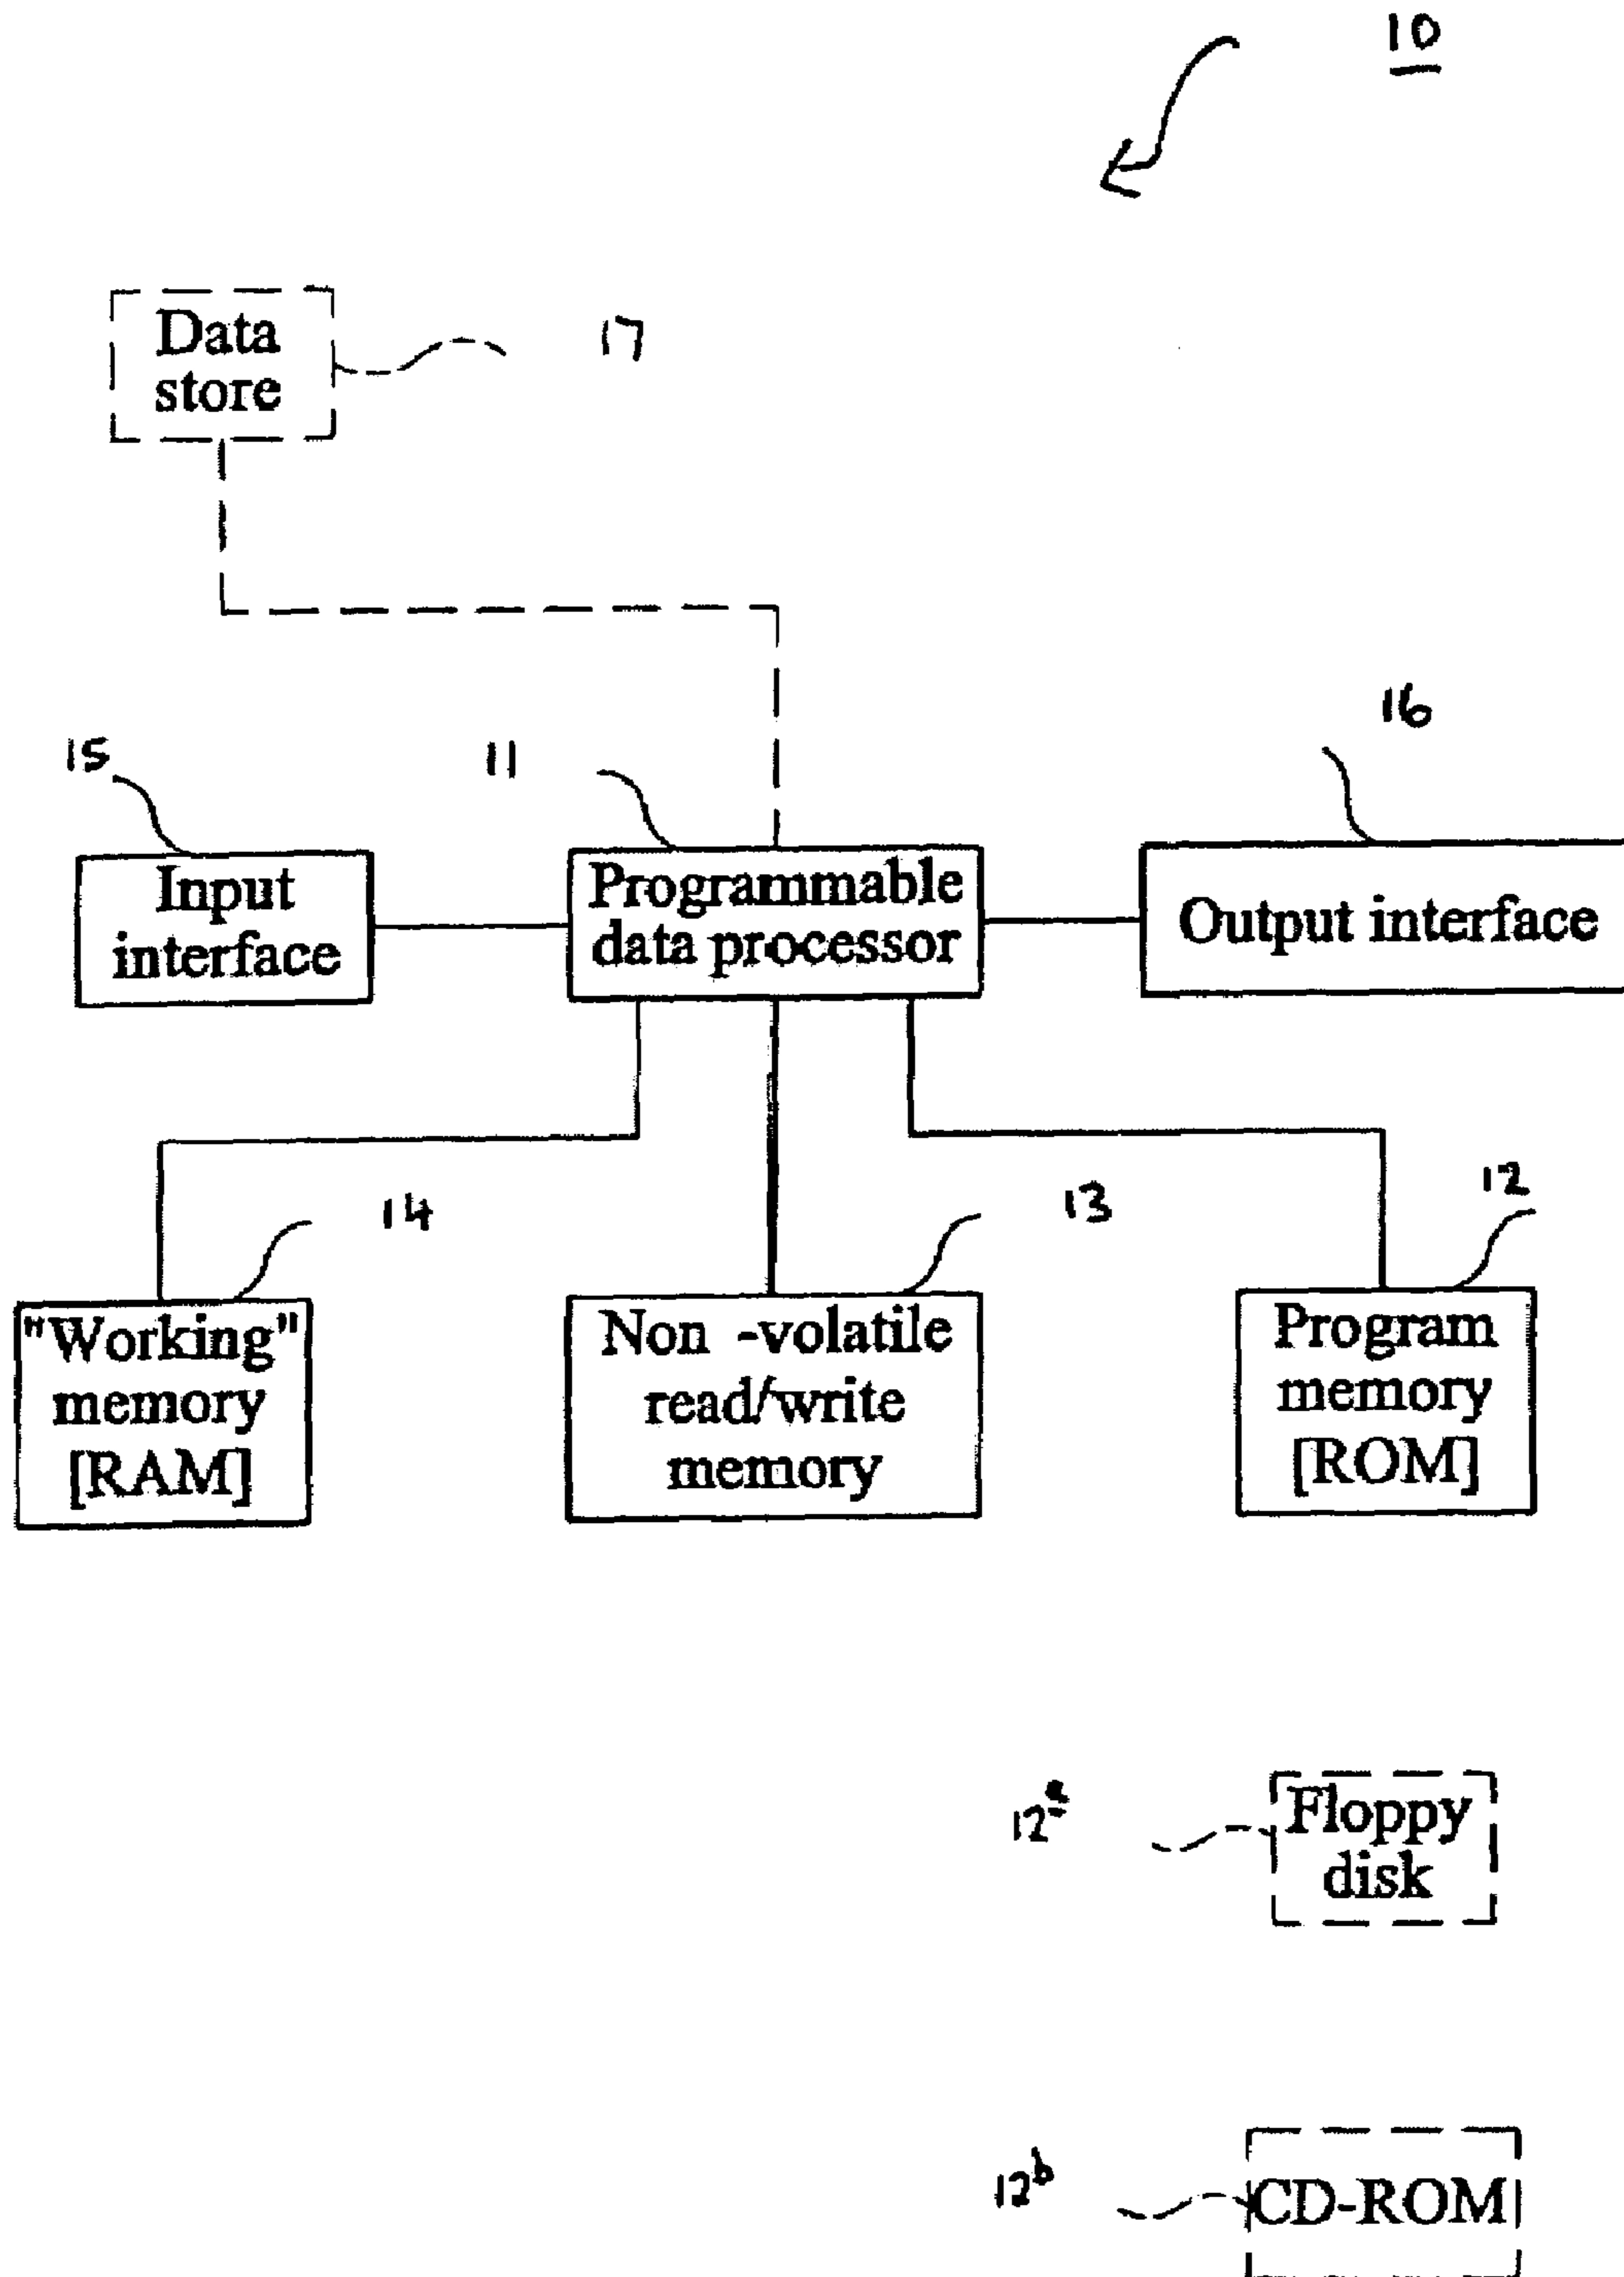 10
Data
store
17
16
15
11
Input
interface
Programmable
data processor
Output interface
14
13
12
"Working"
memory
[RAM]
Non -volatile
read/write
memory
Program
memory
[ROM]
12a
Floppy
disk
12b
CD-ROM